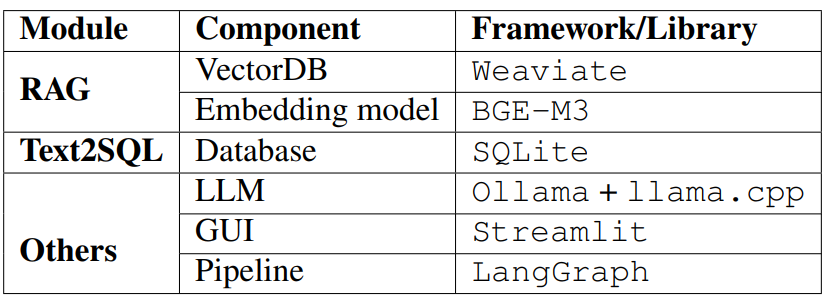 Module Component Framework/Library
RAG VectorDB Weaviate
Embedding model BGE-M3
Text2SQL Database SQLite
Others LLM Ollama + llama.cpp
GUI Streamlit
Pipeline LangGraph